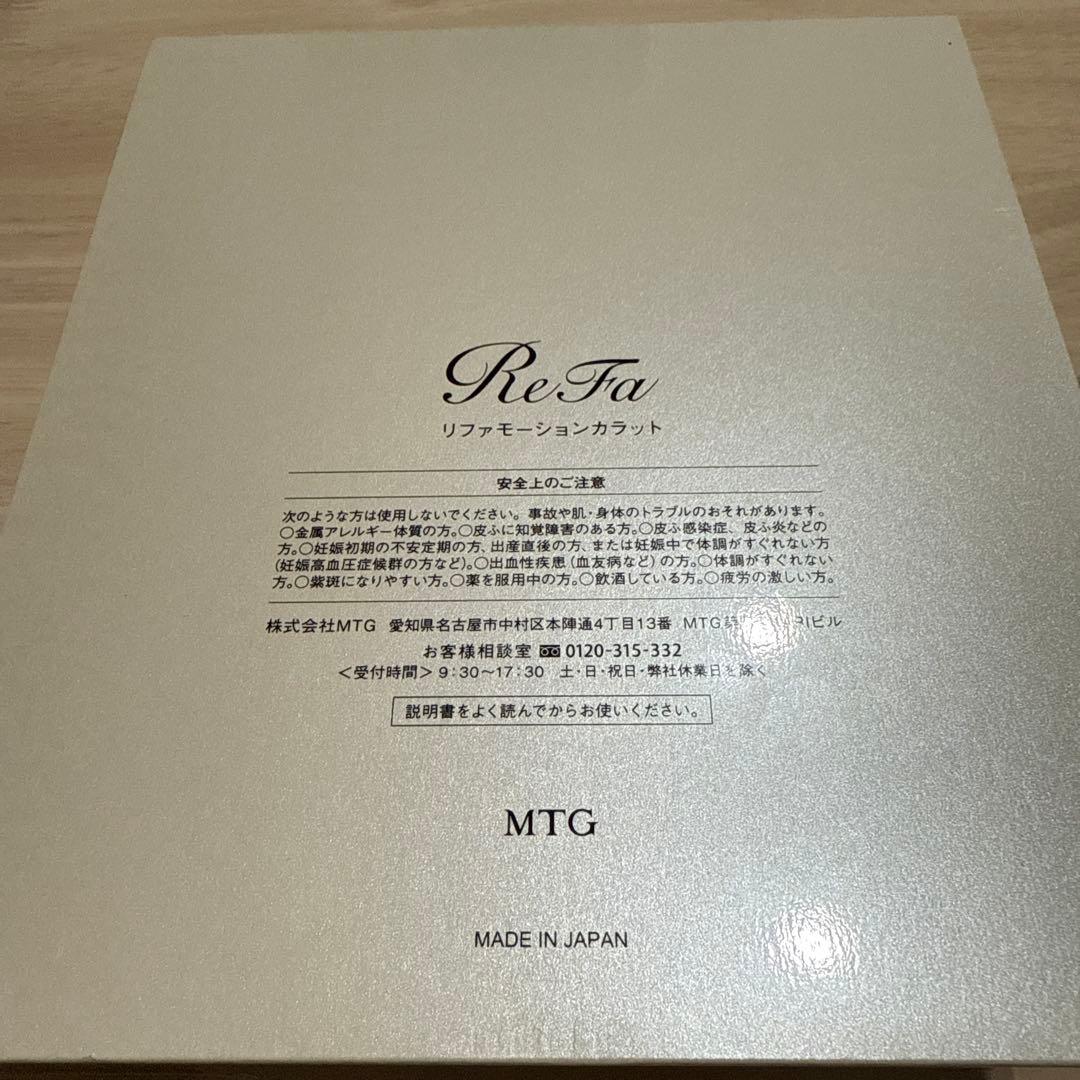 ReFa
リファモーションカラット
安全上のご注意
次のような方は使用しないでください。事故や肌・身体のトラブルのおそれがあります。
○金属アレルギー体質の方。○皮ふに知覚障害のある方。○皮ふ感染症、皮ふ炎などの
方。○妊娠初期の不安定期の方、出産直後の方、または妊娠中で体調がすぐれない方
(妊娠高血圧症候群の方など)。○出血性疾患(血友病など)の方。○体調がすぐれない
方。○紫斑になりやすい方。○薬を服用中の方。○飲酒している方。○疲労の激しい方。
株式会社MTG 愛知県名古屋市中村区本陣通4丁目13番 MTG
お客様相談室 0120-315-332
<受付時間> 9:30〜17:30 土・日・祝日・弊社休業日を除く
説明書をよく読んでからお使いください。
MTG
MADE IN JAPAN